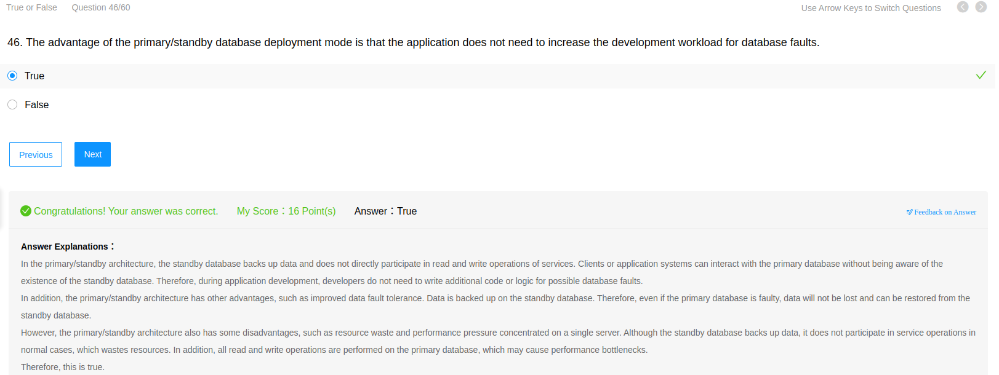 True or False Question 46/60 Use Arrow Keys to Switch Questions
46. The advantage of the primary/standby database deployment mode is that the application does not need to increase the development workload for database faults.
True
False
Previous Next
Congratulations! Your answer was correct. My Score：16 Point(s) Answer：True Feedback on Answer
Answer Explanations：
In the primary/standby architecture, the standby database backs up data and does not directly participate in read and write operations of services. Clients or application systems can interact with the primary database without being aware of the
existence of the standby database. Therefore, during application development, developers do not need to write additional code or logic for possible database faults.
In addition, the primary/standby architecture has other advantages, such as improved data fault tolerance. Data is backed up on the standby database. Therefore, even if the primary database is faulty, data will not be lost and can be restored from the
standby database.
However, the primary/standby architecture also has some disadvantages, such as resource waste and performance pressure concentrated on a single server. Although the standby database backs up data, it does not participate in service operations in
normal cases, which wastes resources. In addition, all read and write operations are performed on the primary database, which may cause performance bottlenecks.
Therefore, this is true.